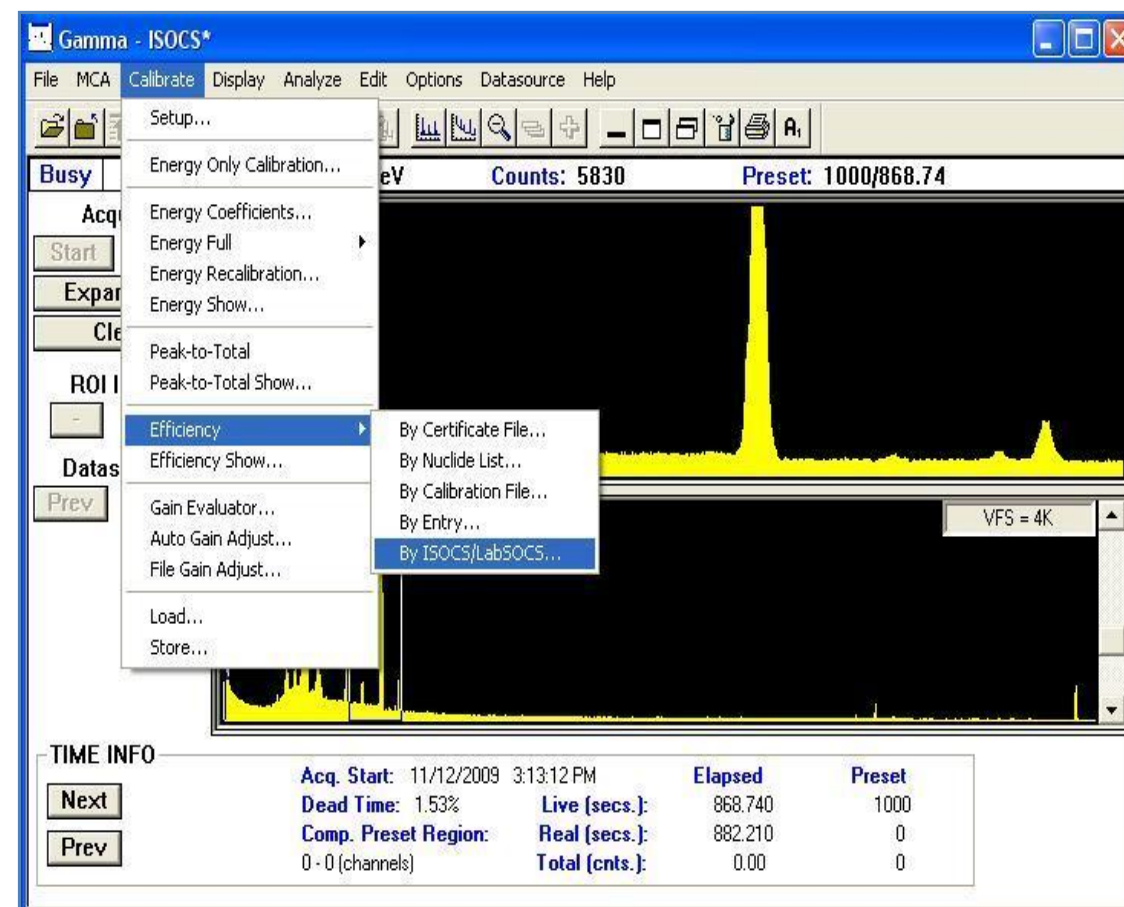 Gamma - ISOCS*
File MCA Calibrate Display Analyze Edit Options Datasource Help
Setup...
Energy Only Calibration...
Energy Coefficients...
Energy Full
Energy Recalibration...
Energy Show...
Peak-to-Total
Peak-to-Total Show...
Efficiency
Efficiency Show...
Gain Evaluator...
Auto Gain Adjust...
File Gain Adjust...
Load...
Store...
By Certificate File...
By Nuclide List...
By Calibration File...
By Entry...
By ISOCS/LabSOCS...
Busy
eV Counts: 5830 Preset: 1000/868.74
Acq
Start
Expan
Cle
ROI I
-
Datas
Prev
VFS = 4K
TIME INFO
Next
Prev
Acq. Start: 11/12/2009 3:13:12 PM Elapsed Preset
Dead Time: 1.53% Live (secs.): 868.740 1000
Comp. Preset Region: Real (secs.): 882.210 0
0 - 0 (channels) Total (cnts.): 0.00 0